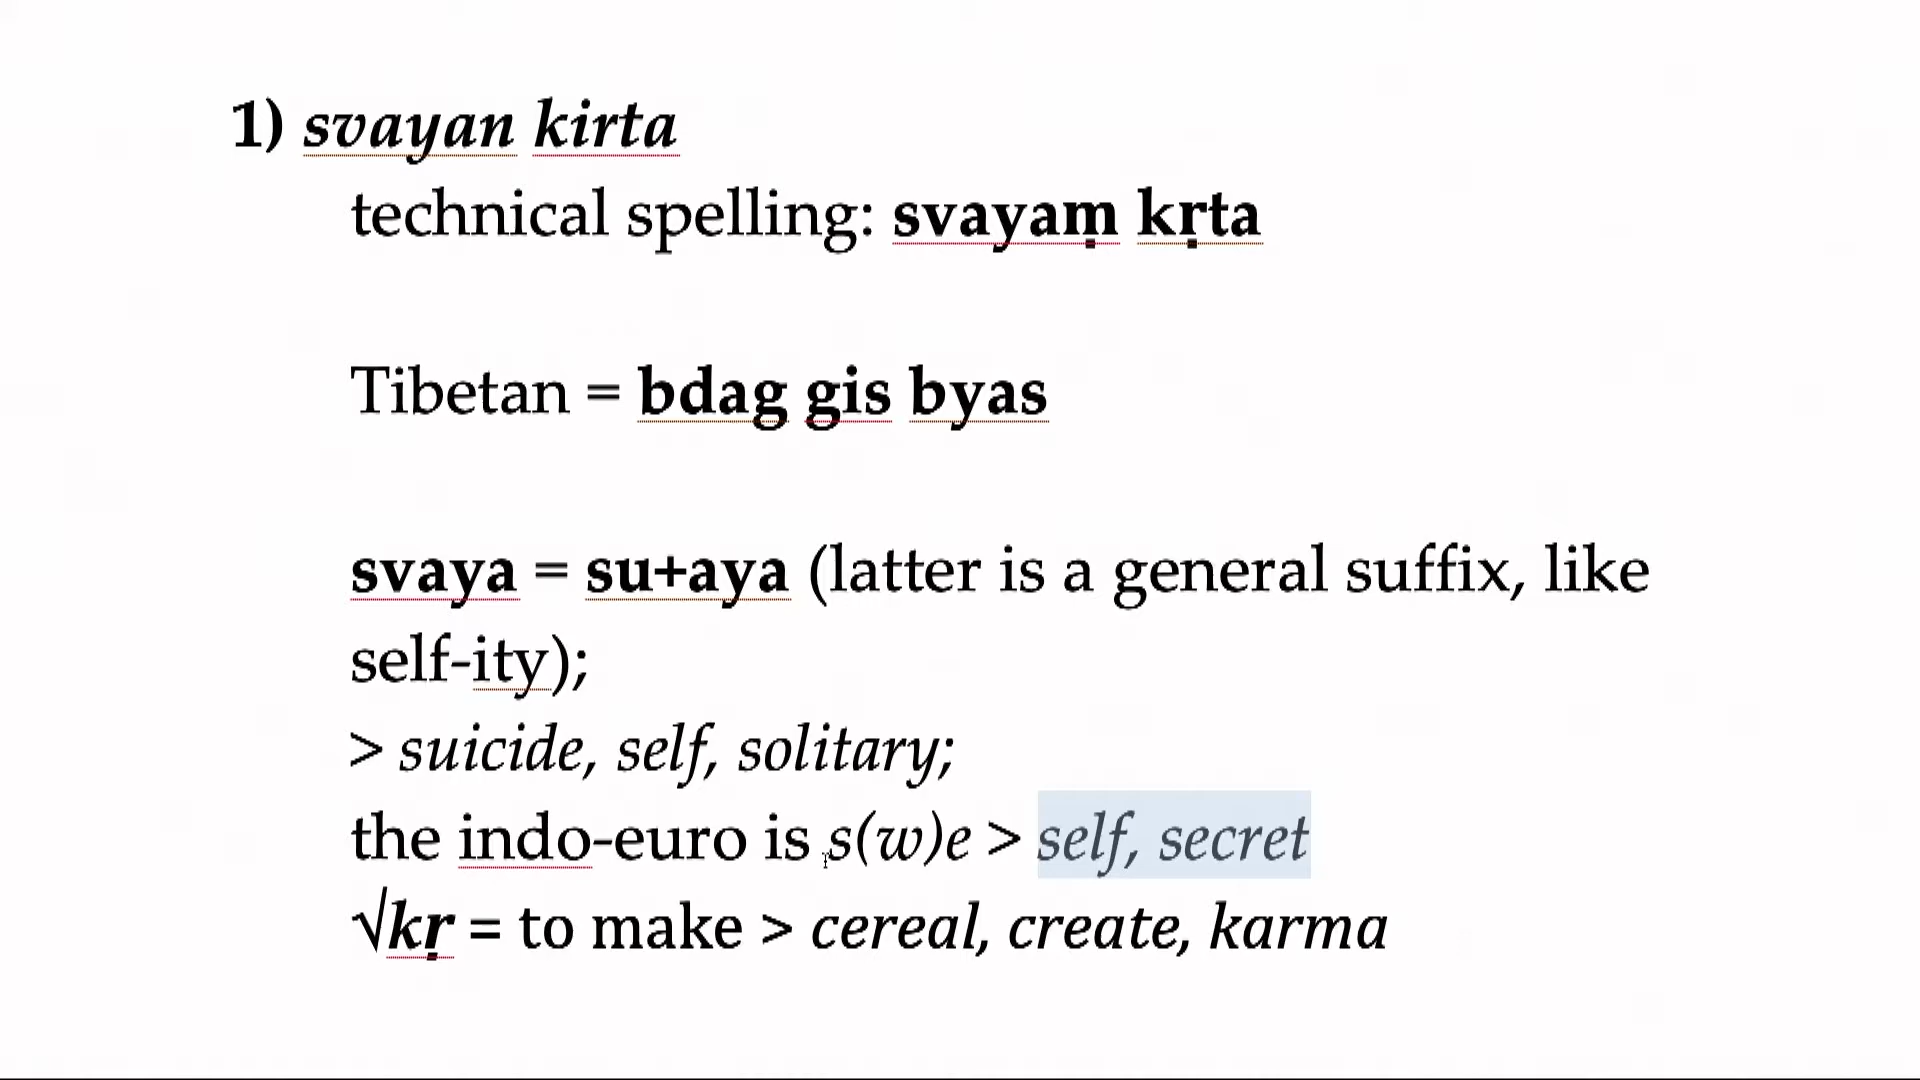 1) svayan kirta
technical spelling: svayaṃ kṛta
Tibetan = bdag gis byas
svaya = su+aya (latter is a general suffix, like
self-ity);
> suicide, self, solitary;
the indo-euro is s(w)e > self, secret
√kṛ = to make > cereal, create, karma